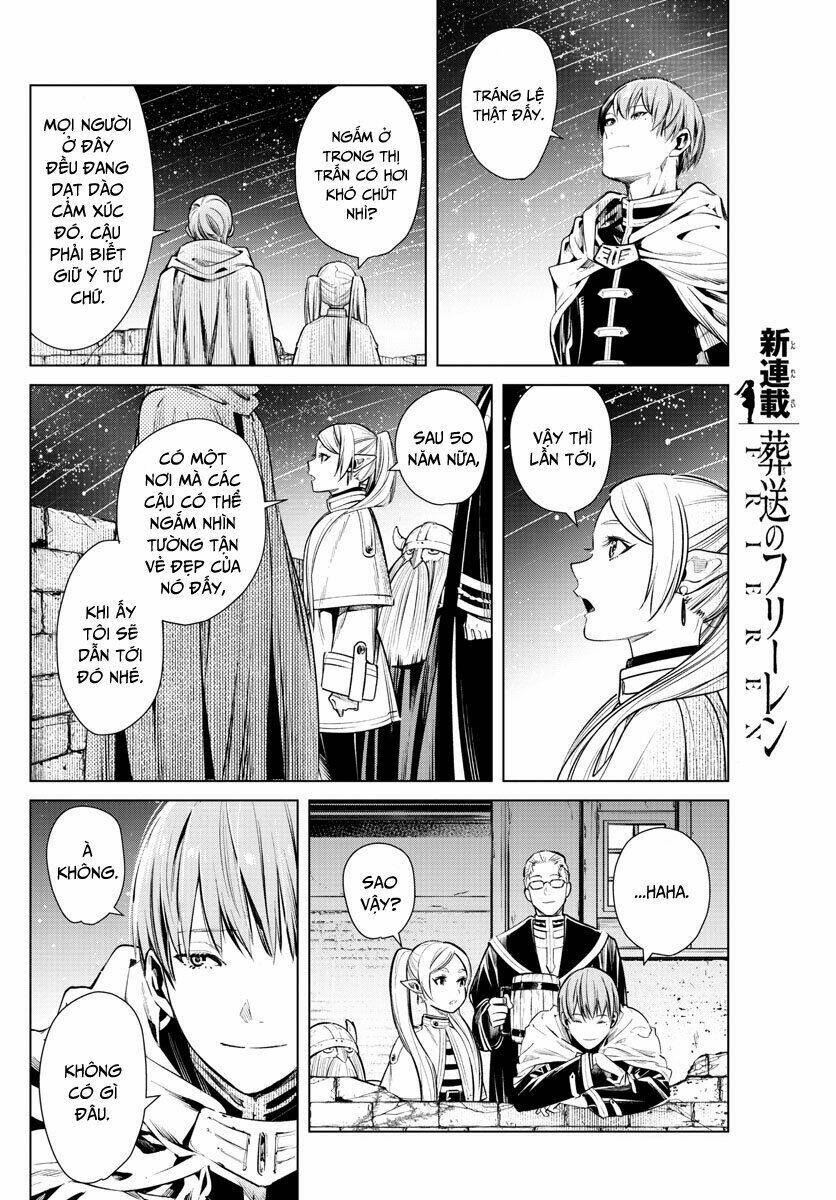 TRÁNG LỆ
THẬT ĐẤY.
NGẮM Ở
TRONG THỊ
TRẤN CÓ HƠI
KHÓ CHÚT
NHỈ?
MỌI NGƯỜI
Ở ĐÂY
ĐỀU ĐANG
DẠT DÀO
CẢM XÚC
ĐÓ. CẬU
PHẢI BIẾT
GIỮ Ý TỨ
CHỨ.
VẬY THÌ
LẦN TỚI,
SAU 50
NĂM NỮA,
CÓ MỘT
NƠI MÀ CÁC
CẬU CÓ THỂ
NGẮM NHÌN
TƯỜNG TẬN
VẺ ĐẸP CỦA
NÓ ĐẤY,
KHI ẤY
TÔI SẼ
DẪN TỚI
ĐÓ NHÉ.
...HAHA.
SAO
VẬY?
À
KHÔNG.
KHÔNG
CÓ GÌ
ĐÂU.
新連載
葬送のフリーレン
FRIEREN